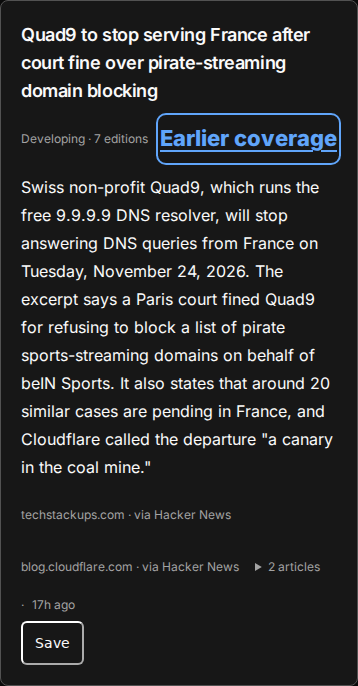 Quad9 to stop serving France after
court fine over pirate-streaming
domain blocking
Developing · 7 editions Earlier coverage
Swiss non-profit Quad9, which runs the
free 9.9.9.9 DNS resolver, will stop
answering DNS queries from France on
Tuesday, November 24, 2026. The
excerpt says a Paris court fined Quad9
for refusing to block a list of pirate
sports-streaming domains on behalf of
beIN Sports. It also states that around 20
similar cases are pending in France, and
Cloudflare called the departure "a canary
in the coal mine."
techstackups.com · via Hacker News
blog.cloudflare.com · via Hacker News ▶ 2 articles
· 17h ago
Save